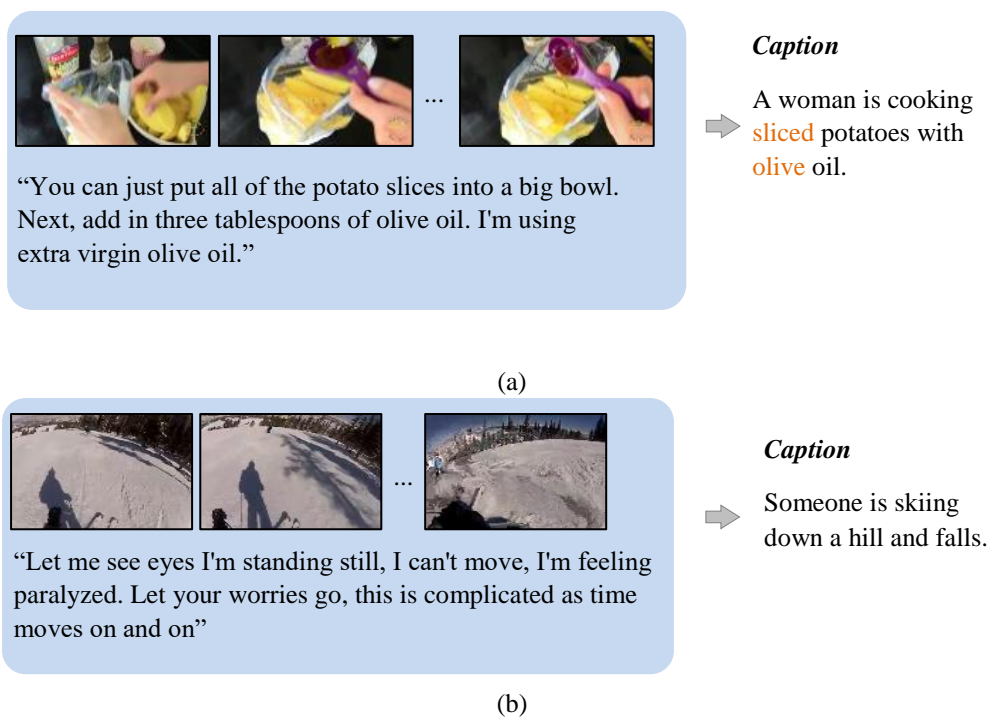 ...
Caption
A woman is cooking
sliced potatoes with
olive oil.
“You can just put all of the potato slices into a big bowl.
Next, add in three tablespoons of olive oil. I'm using
extra virgin olive oil.”
(a)
...
Caption
Someone is skiing
down a hill and falls.
“Let me see eyes I'm standing still, I can't move, I'm feeling
paralyzed. Let your worries go, this is complicated as time
moves on and on”
(b)